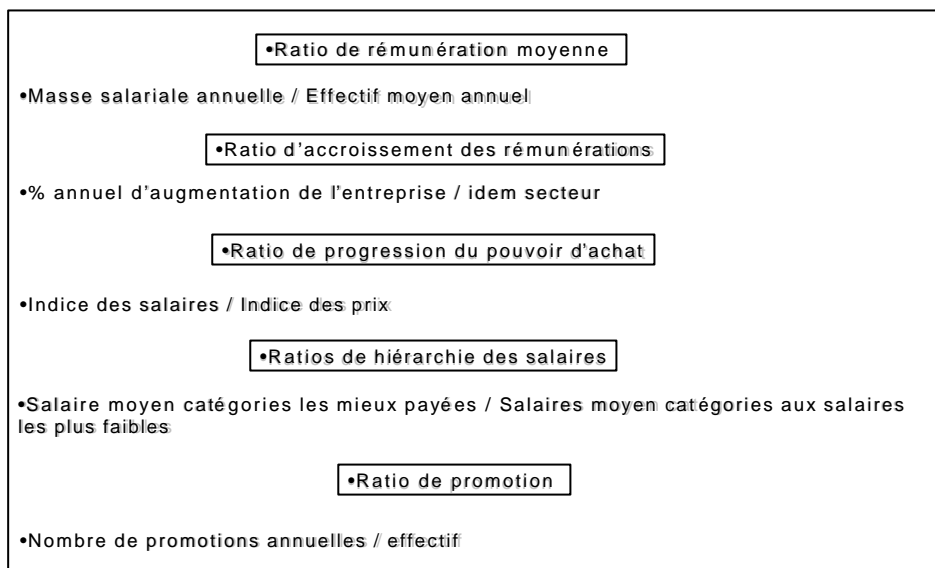 •Ratio de rémunération moyenne
•Masse salariale annuelle / Effectif moyen annuel
•Ratio d'accroissement des rémunérations
•% annuel d'augmentation de l'entreprise / idem secteur
•Ratio de progression du pouvoir d'achat
•Indice des salaires / Indice des prix
•Ratios de hiérarchie des salaires
•Salaire moyen catégories les mieux payées / Salaires moyen catégories aux salaires
les plus faibles
•Ratio de promotion
•Nombre de promotions annuelles / effectif